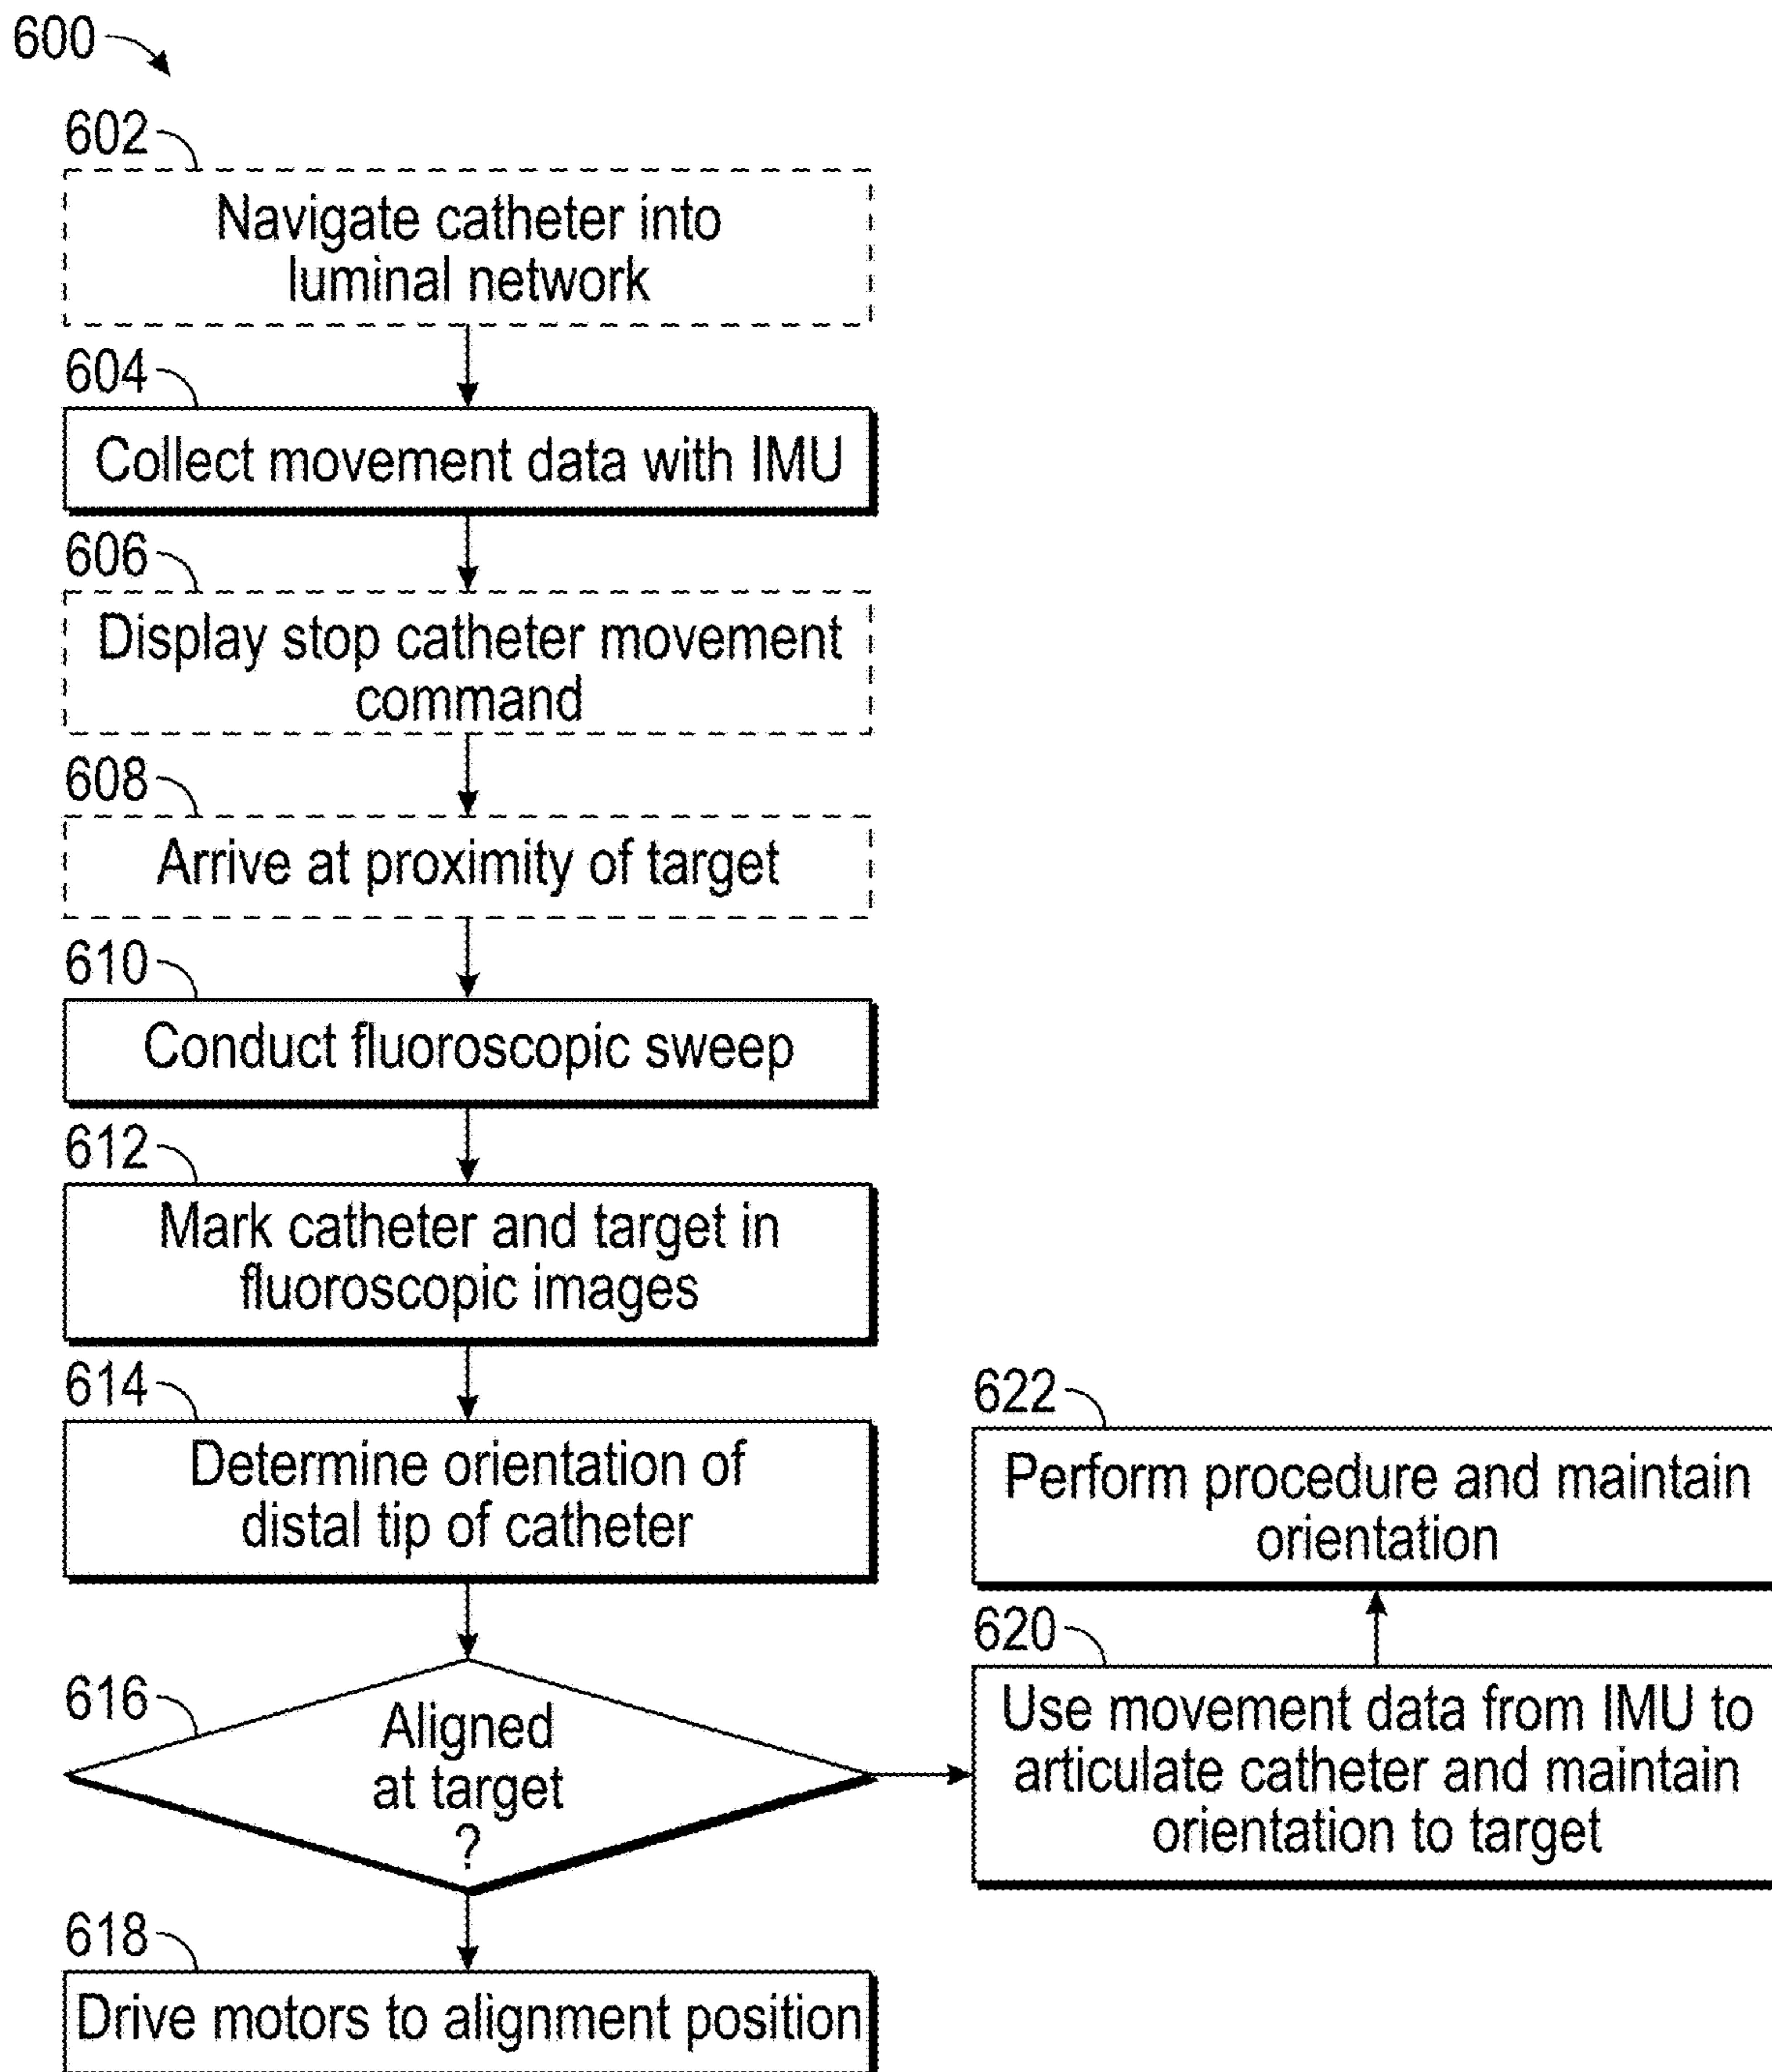 600
602
Navigate catheter into
luminal network
604
Collect movement data with IMU
606
Display stop catheter movement
command
608
Arrive at proximity of target
610
Conduct fluoroscopic sweep
612
Mark catheter and target in
fluoroscopic images
614
Determine orientation of
distal tip of catheter
616
Aligned
at target
?
618
Drive motors to alignment position
622
Perform procedure and maintain
orientation
620
Use movement data from IMU to
articulate catheter and maintain
orientation to target